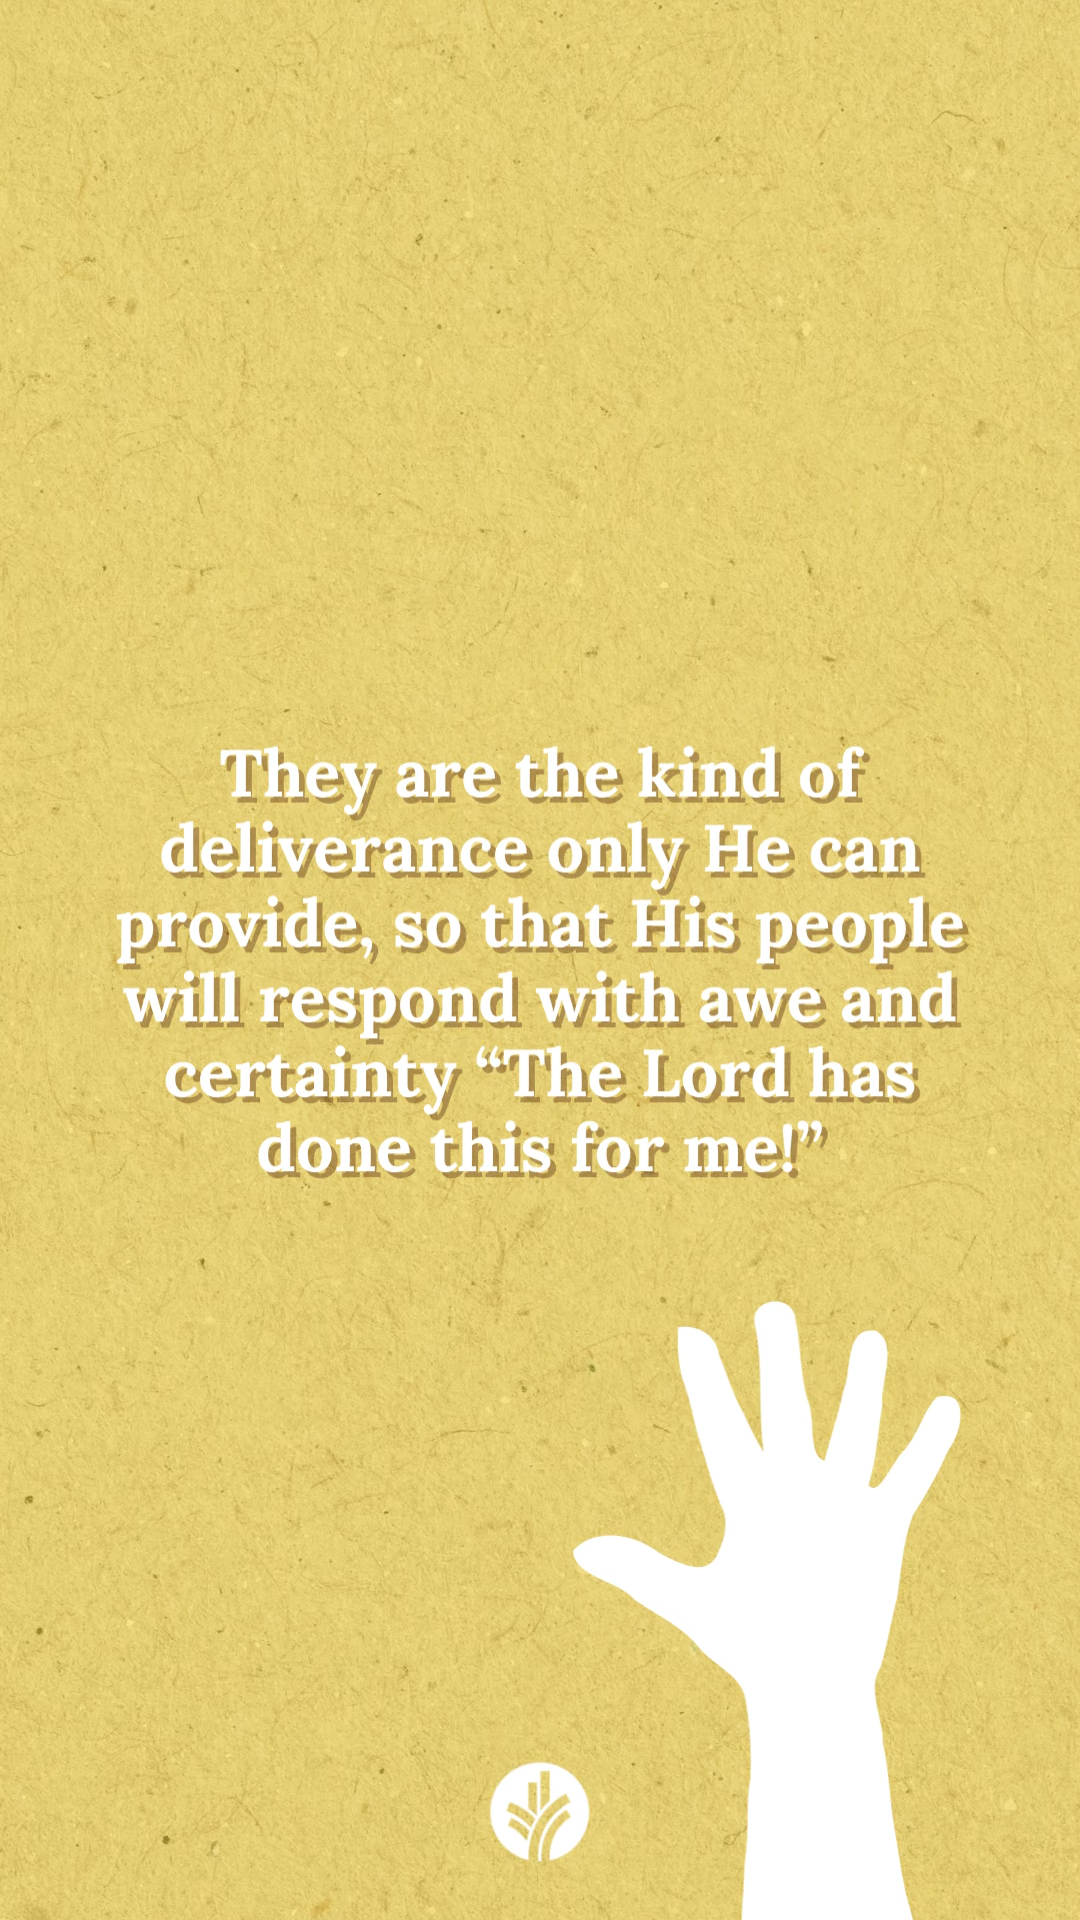 They are the kind of
deliverance only He can
provide, so that His people
will respond with awe and
certainty “The Lord has
done this for me!”